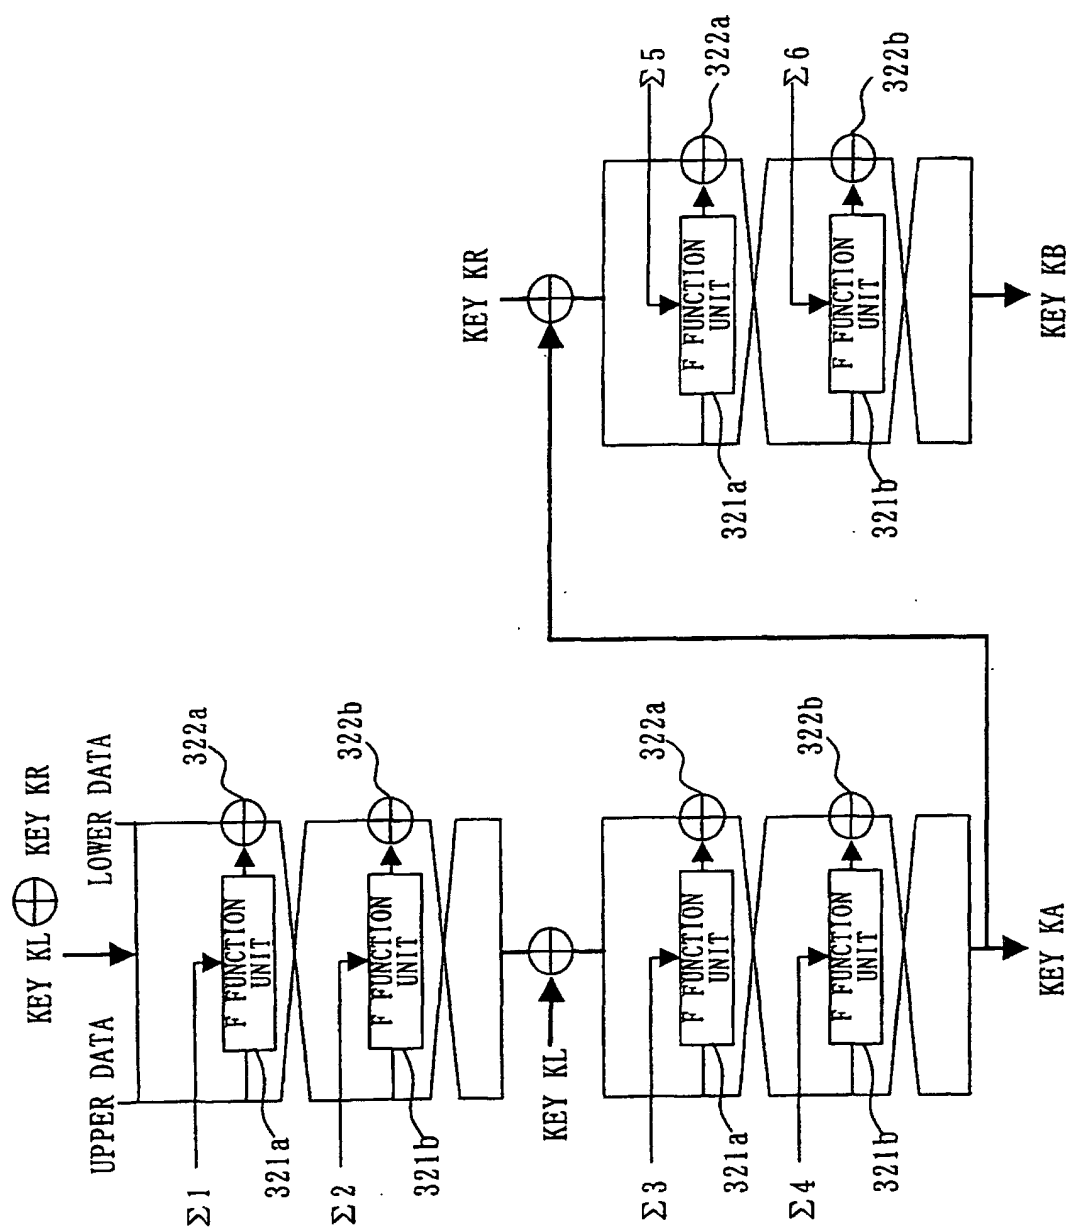 KEY KL ⊕ KEY KR
UPPER DATA
LOWER DATA
Σ1
F FUNCTION
UNIT
321a
322a
Σ2
F FUNCTION
UNIT
321b
322b
KEY KL
Σ3
F FUNCTION
UNIT
321a
322a
Σ4
F FUNCTION
UNIT
321b
322b
KEY KA
KEY KR
Σ5
F FUNCTION
UNIT
321a
322a
Σ6
F FUNCTION
UNIT
321b
322b
KEY KB